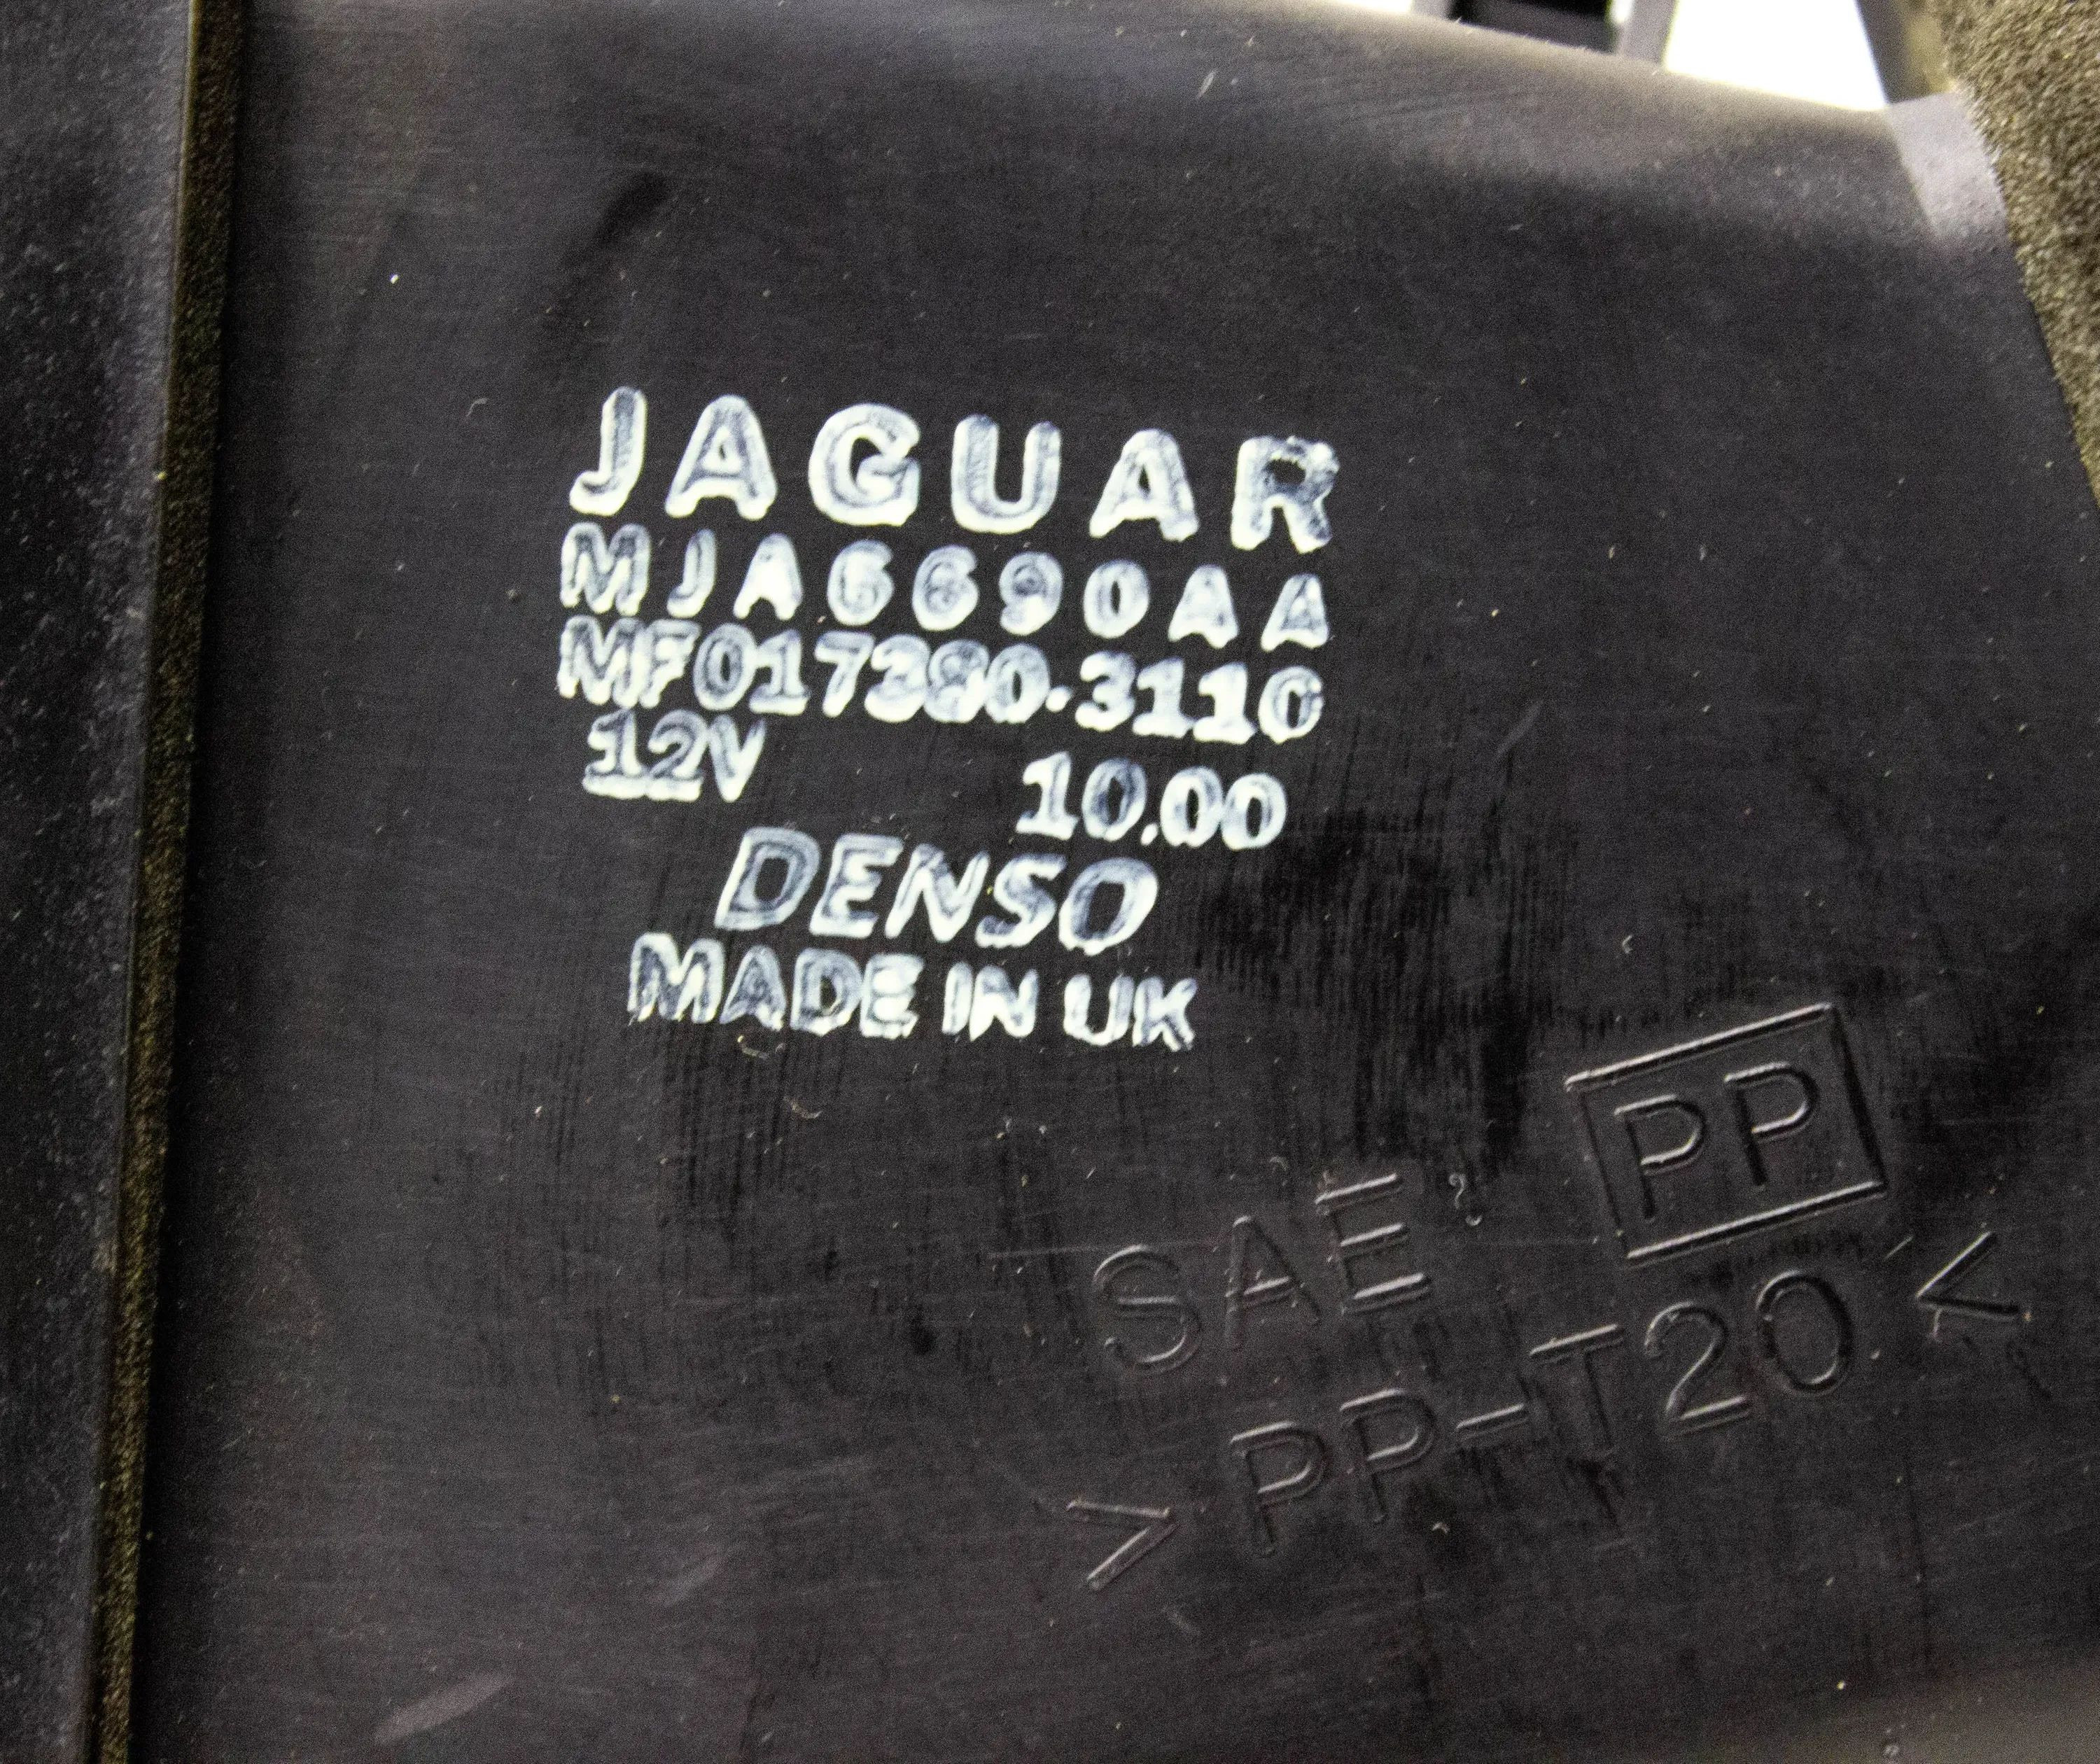 JAGUAR
MJA6690AA
MF017380-3110
12V 10.00
DENSO
MADE IN UK
PP
SAE
>PP-T20<